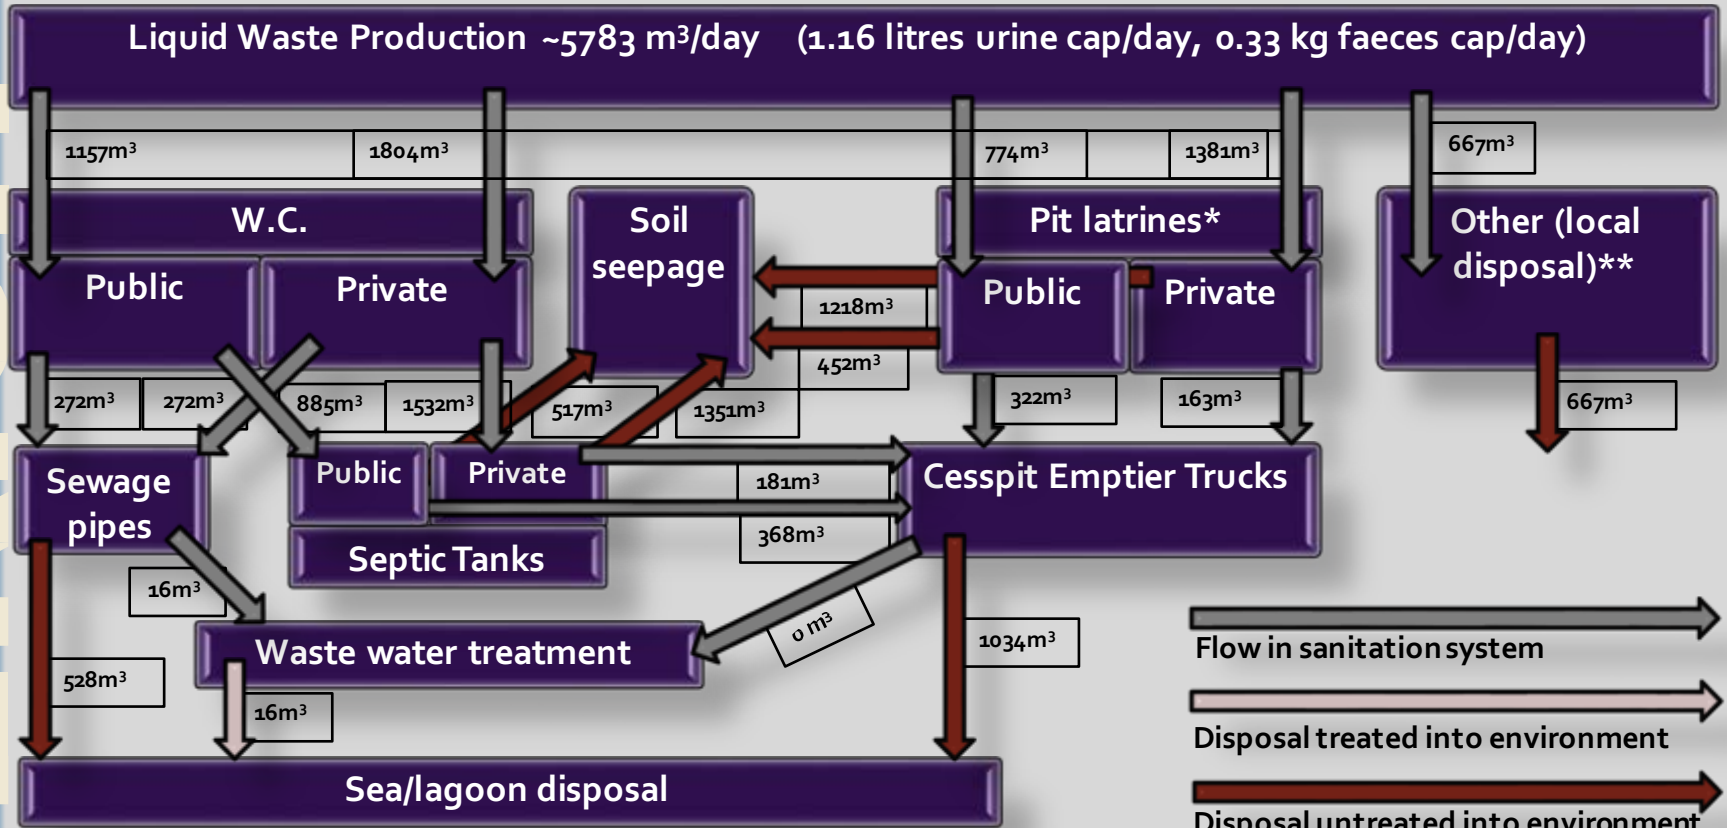 Liquid Waste Production ~5783 m³/day (1.16 litres urine cap/day, 0.33 kg faeces cap/day)
1157m³
1804m³
774m³
1381m³
667m³
W.C.
Public
Private
Soil
seepage
Pit latrines*
Public
Private
Other (local
disposal)**
1218m³
452m³
272m³
272m³
885m³
1532m³
517m³
1351m³
322m³
163m³
667m³
Sewage
pipes
Public
Private
Septic Tanks
181m³
368m³
Cesspit Emptier Trucks
16m³
0 m³
Waste water treatment
528m³
16m³
1034m³
Sea/lagoon disposal
Flow in sanitation system
Disposal treated into environment
Disposal untreated into environment